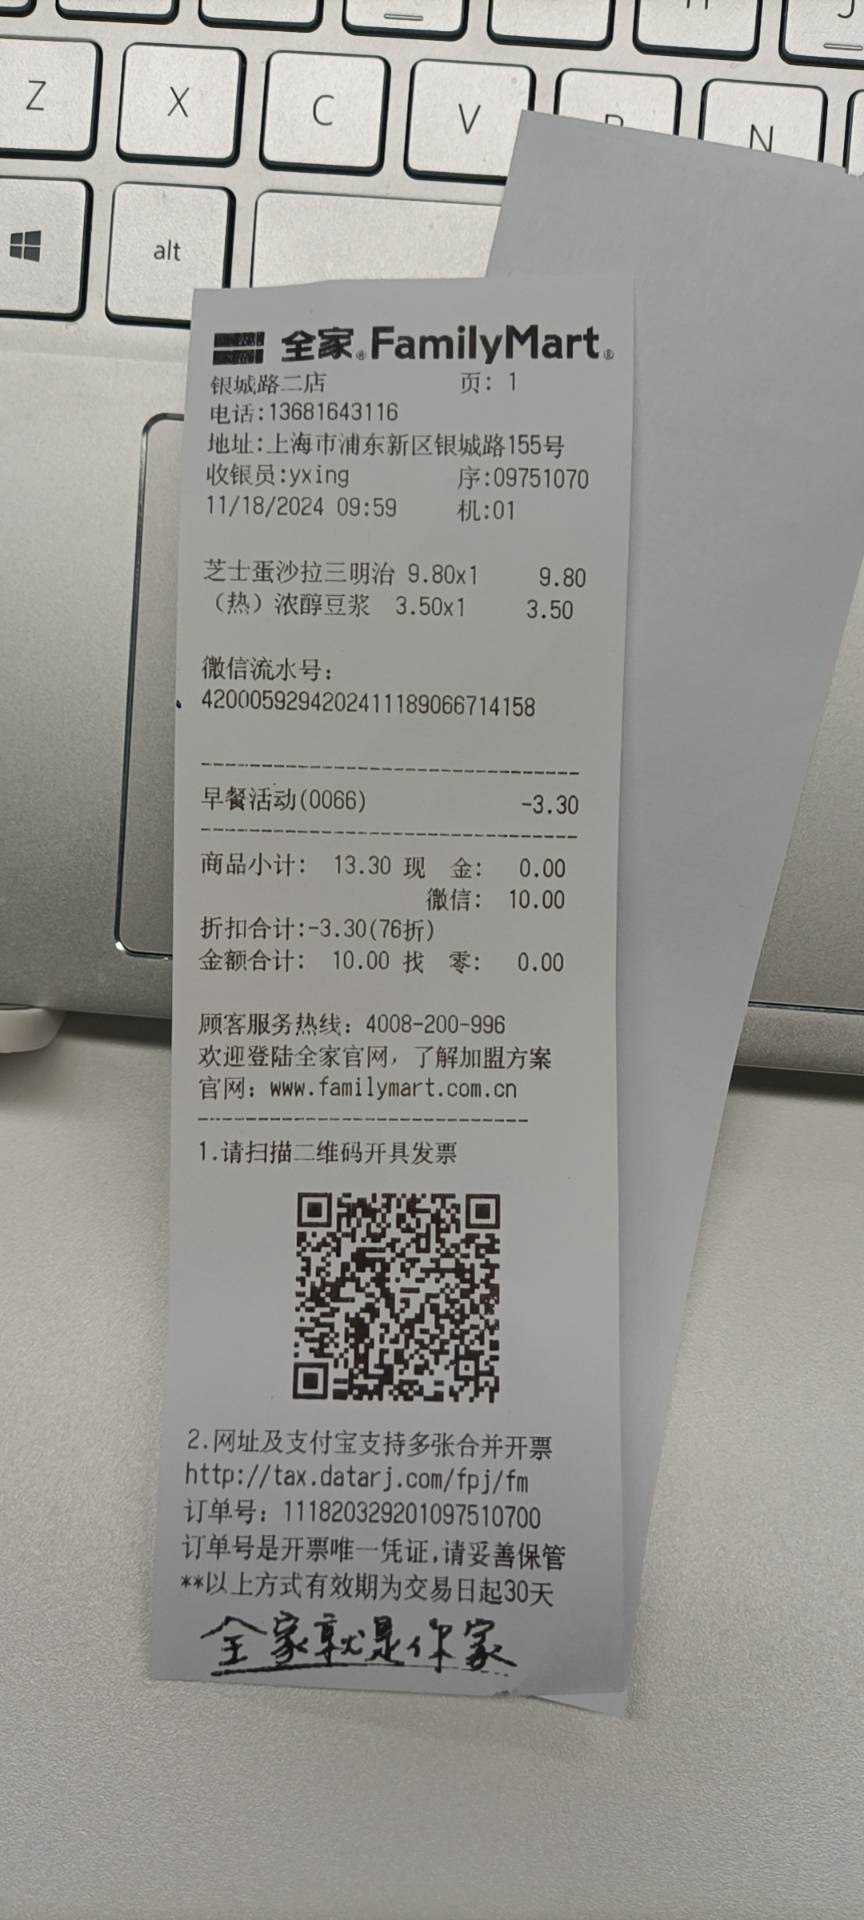 Z X C V B N
alt
全家 FamilyMart
银城路二店 页: 1
电话:13681643116
地址:上海市浦东新区银城路155号
收银员:yxing 序:09751070
11/18/2024 09:59 机:01
芝士蛋沙拉三明治 9.80x1 9.80
（热）浓醇豆浆 3.50x1 3.50
微信流水号:
4200059294202411189066714158
早餐活动(0066) -3.30
商品小计: 13.30 现 金: 0.00
微信: 10.00
折扣合计:-3.30(76折)
金额合计: 10.00 找 零: 0.00
顾客服务热线: 4008-200-996
欢迎登陆全家官网，了解加盟方案
官网: www.familymart.com.cn
1.请扫描二维码开具发票
2.网址及支付宝支持多张合并开票
http://tax.datarj.com/fpj/fm
订单号: 111820329201097510700
订单号是开票唯一凭证,请妥善保管
**以上方式有效期为交易日起30天
全家就是你家